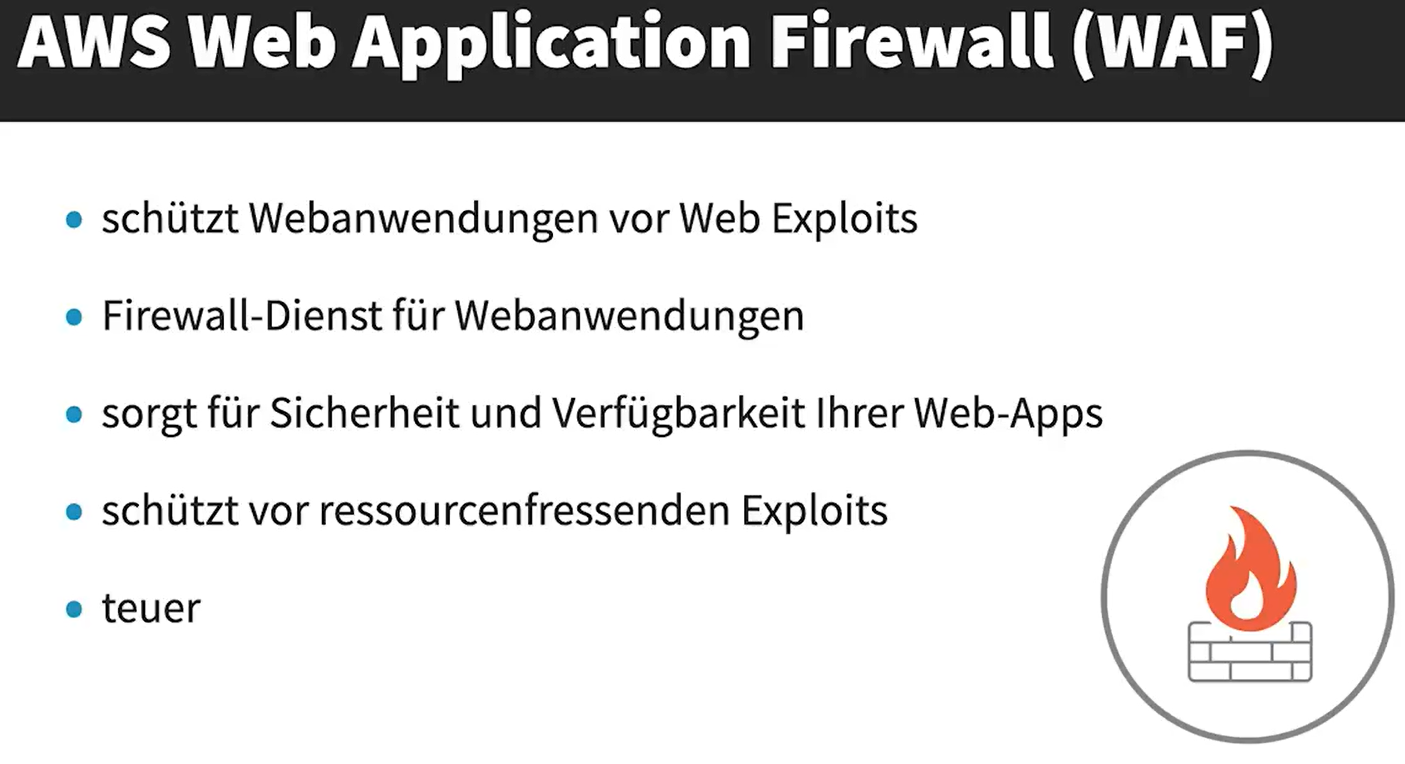 AWS Web Application Firewall (WAF)
schützt Webanwendungen vor Web Exploits
Firewall-Dienst für Webanwendungen
sorgt für Sicherheit und Verfügbarkeit Ihrer Web-Apps
schützt vor ressourcenfressenden Exploits
teuer